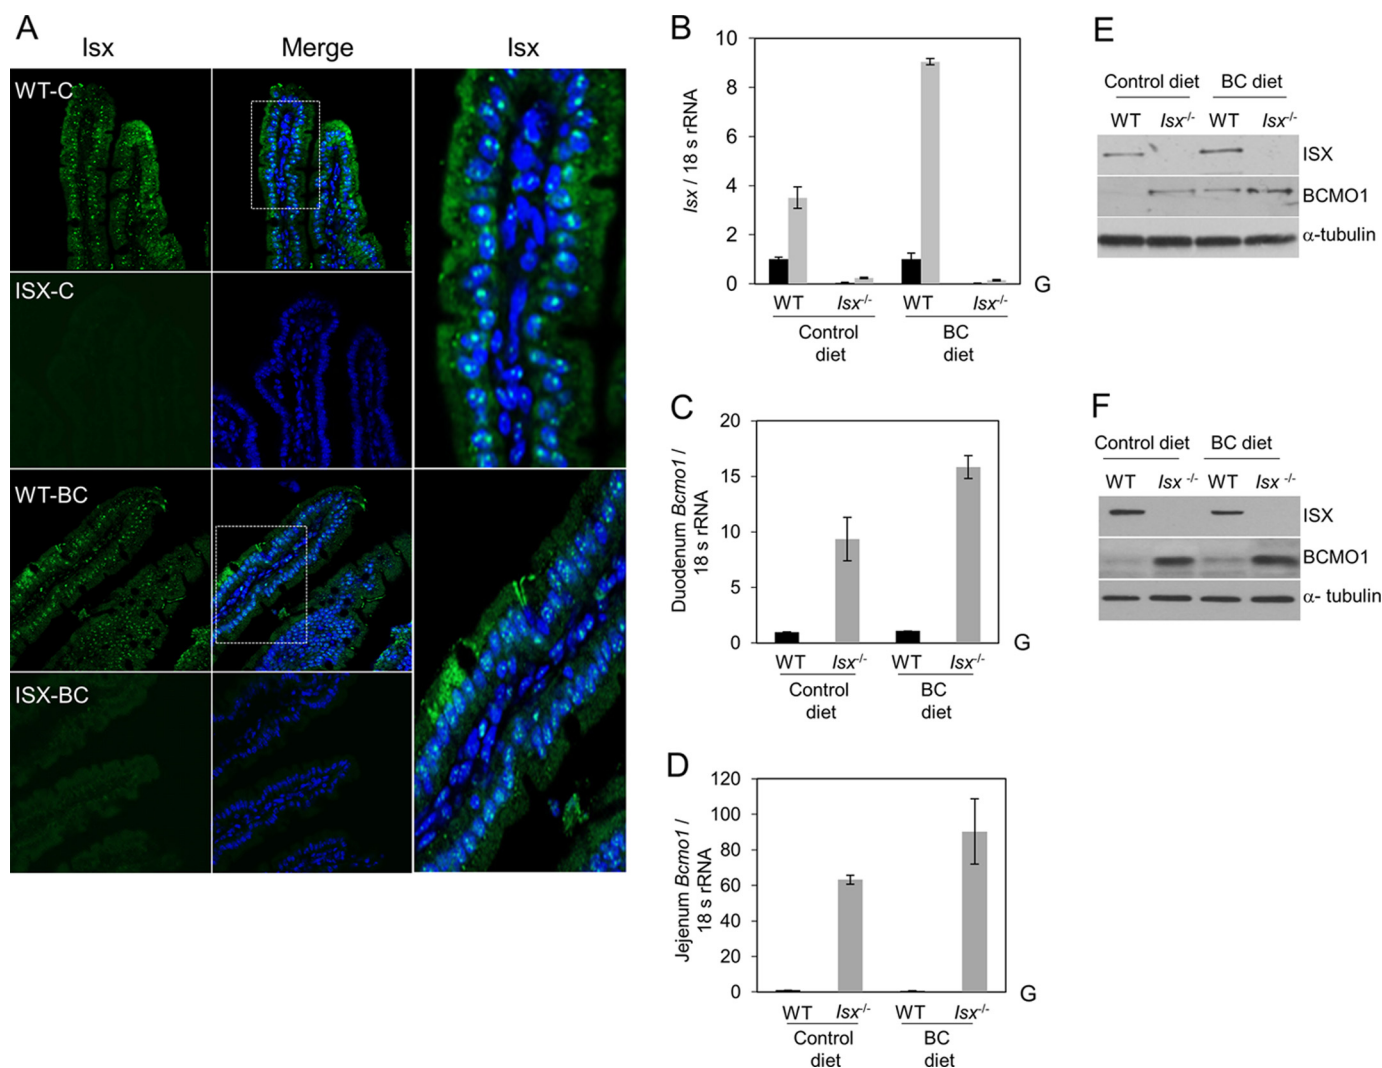 A
Isx Merge Isx
WT-C
ISX-C
WT-BC
ISX-BC
B
Isx / 18 s rRNA
10
8
6
4
2
0
WT Isx-/- WT Isx-/-
Control diet
BC diet
G
C
Duodenum Bcmo1 /
18 s rRNA
20
15
10
5
0
WT Isx-/- WT Isx-/-
Control diet
BC diet
G
D
Jejenum Bcmo1 /
18 s rRNA
120
100
80
60
40
20
0
WT Isx-/- WT Isx-/-
Control diet
BC diet
G
E
Control diet BC diet
WT Isx-/- WT Isx-/-
ISX
BCMO1
α-tubulin
F
Control diet BC diet
WT Isx -/- WT Isx -/-
ISX
BCMO1
α- tubulin